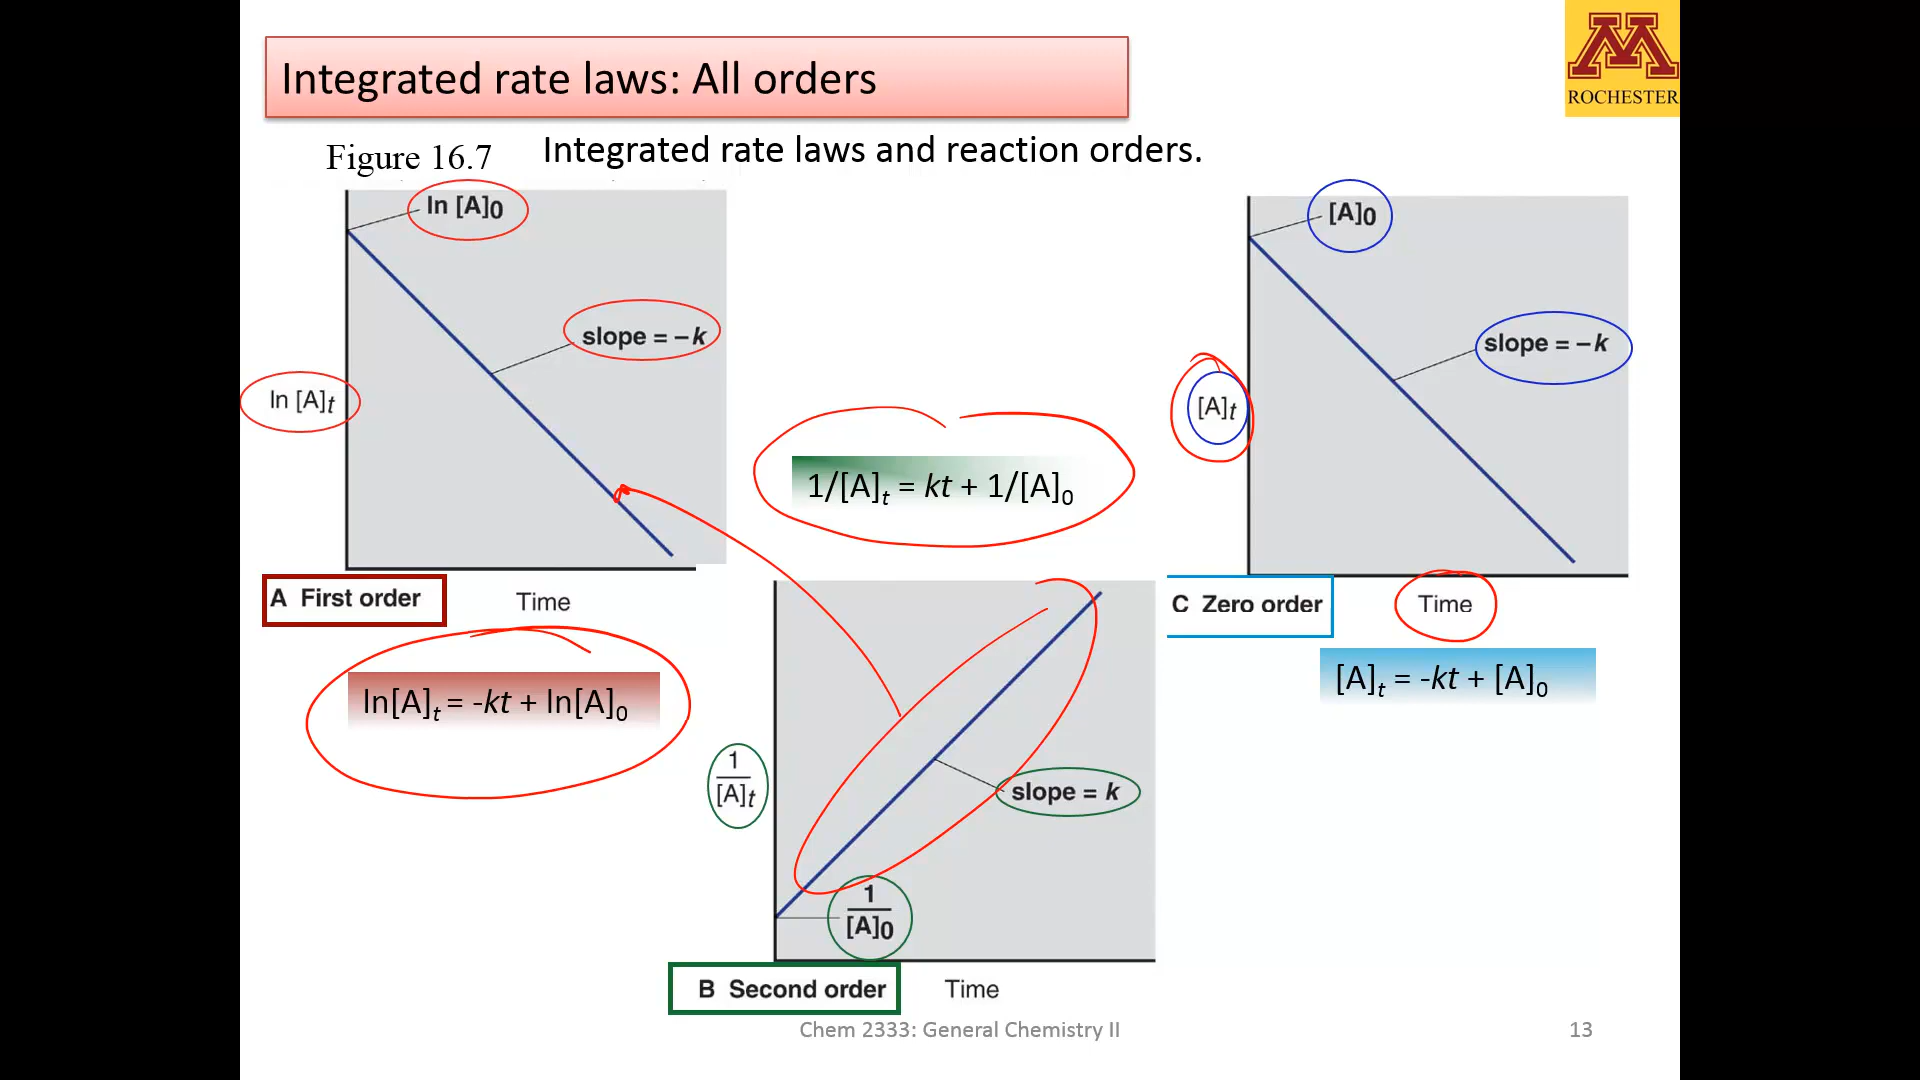 Integrated rate laws: All orders
ROCHESTER
Figure 16.7 Integrated rate laws and reaction orders.
ln [A]0
slope = –k
ln [A]t
A First order
Time
ln[A]t = -kt + ln[A]0
1/[A]t = kt + 1/[A]0
1
[A]t
slope = k
1
[A]0
B Second order
Time
[A]0
slope = –k
[A]t
C Zero order
Time
[A]t = -kt + [A]0
Chem 2333: General Chemistry II
13